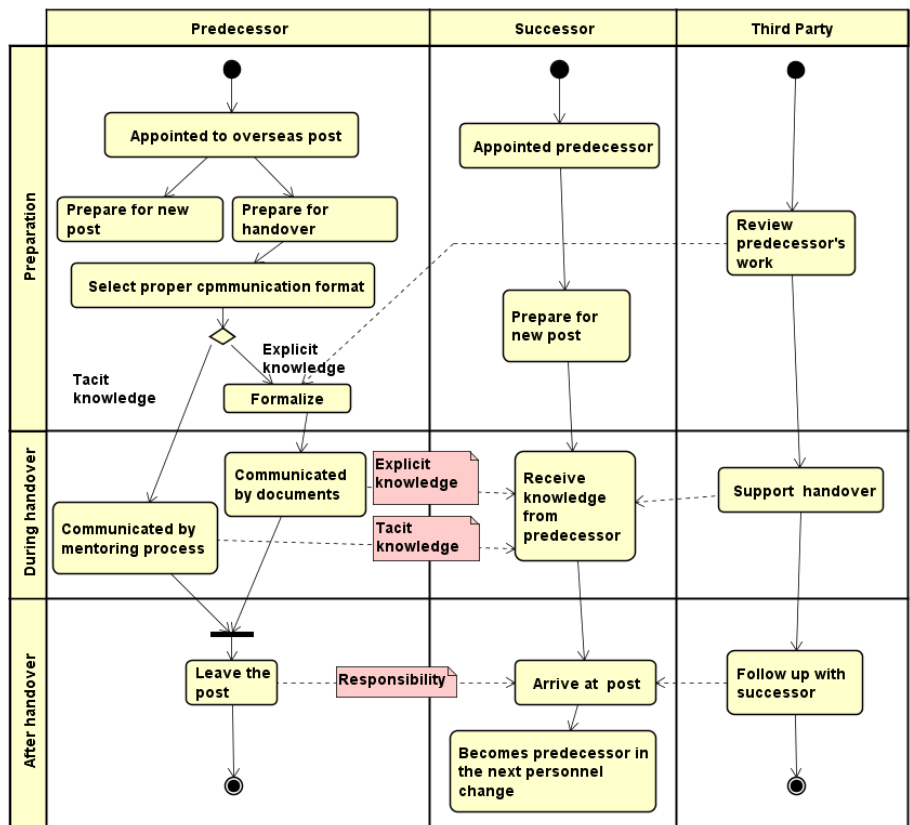 Predecessor
Successor
Third Party
Preparation
Appointed to overseas post
Appointed predecessor
Prepare for new
post
Prepare for
handover
Review
predecessor's
work
Select proper cpmmunication format
Prepare for
new post
Explicit
knowledge
Tacit
knowledge
Formalize
During handover
Communicated
by documents
Explicit
knowledge
Receive
knowledge
from
predecessor
Support  handover
Communicated by
mentoring process
Tacit
knowledge
After handover
Leave the
post
Responsibility
Arrive at  post
Follow up with
successor
Becomes predecessor in
the next personnel
change